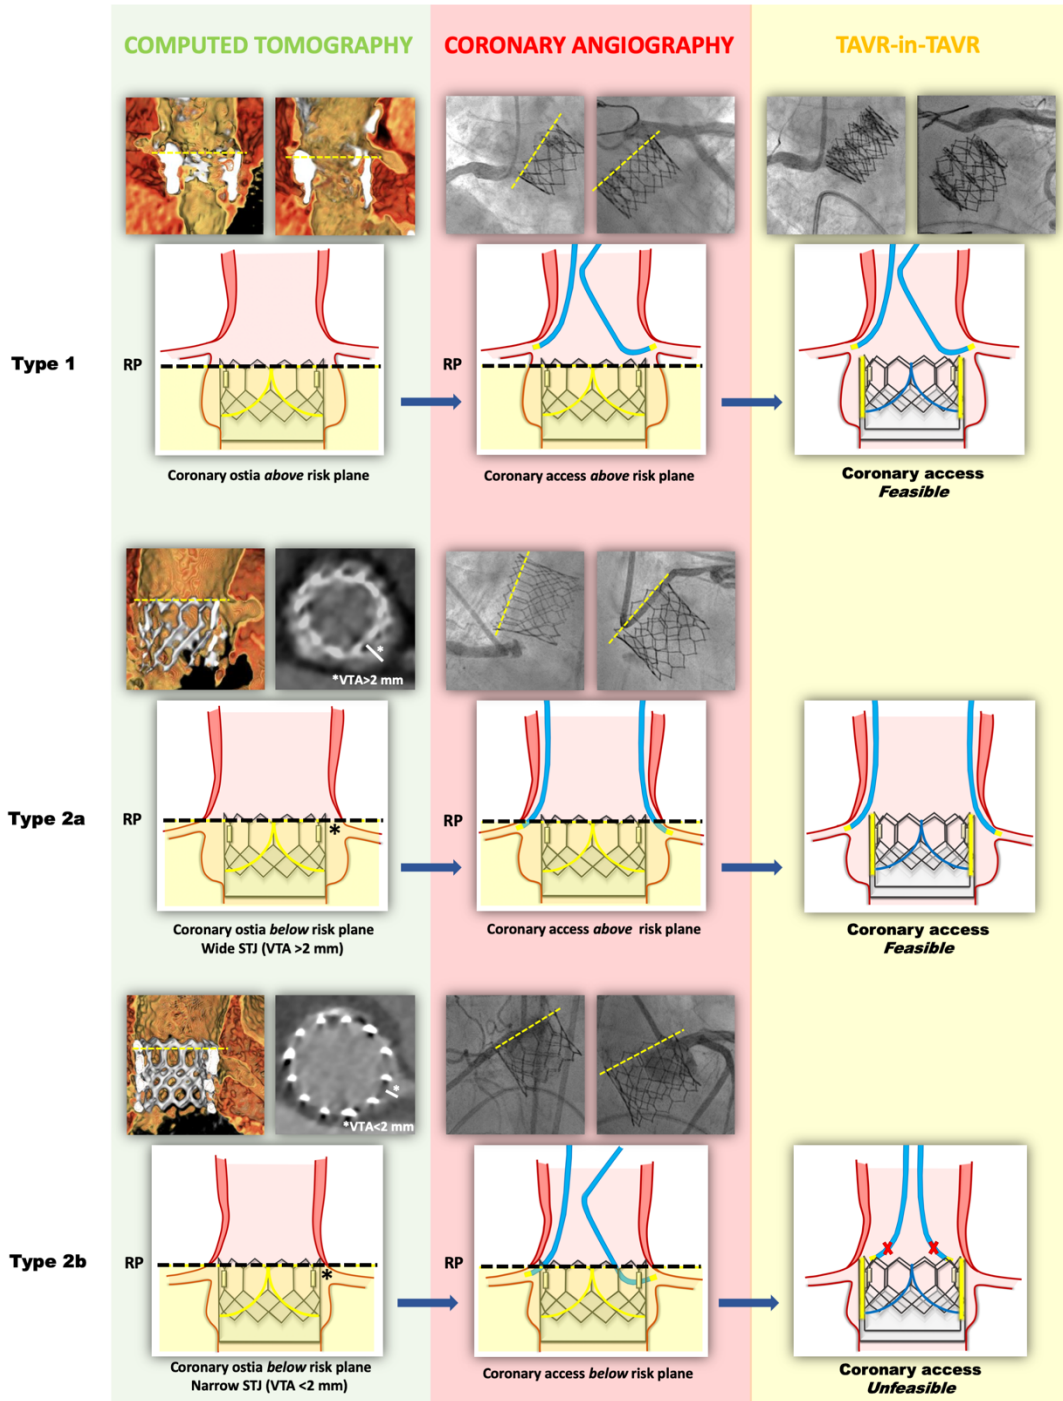 COMPUTED TOMOGRAPHY
CORONARY ANGIOGRAPHY
TAVR-in-TAVR
Type 1
RP
RP
Coronary ostia above risk plane
Coronary access above risk plane
Coronary access
Feasible
*
*VTA>2 mm
Type 2a
RP
*
RP
Coronary ostia below risk plane
Wide STJ (VTA >2 mm)
Coronary access above risk plane
Coronary access
Feasible
*
*VTA<2 mm
Type 2b
RP
*
RP
Coronary ostia below risk plane
Narrow STJ (VTA <2 mm)
Coronary access below risk plane
Coronary access
Unfeasible